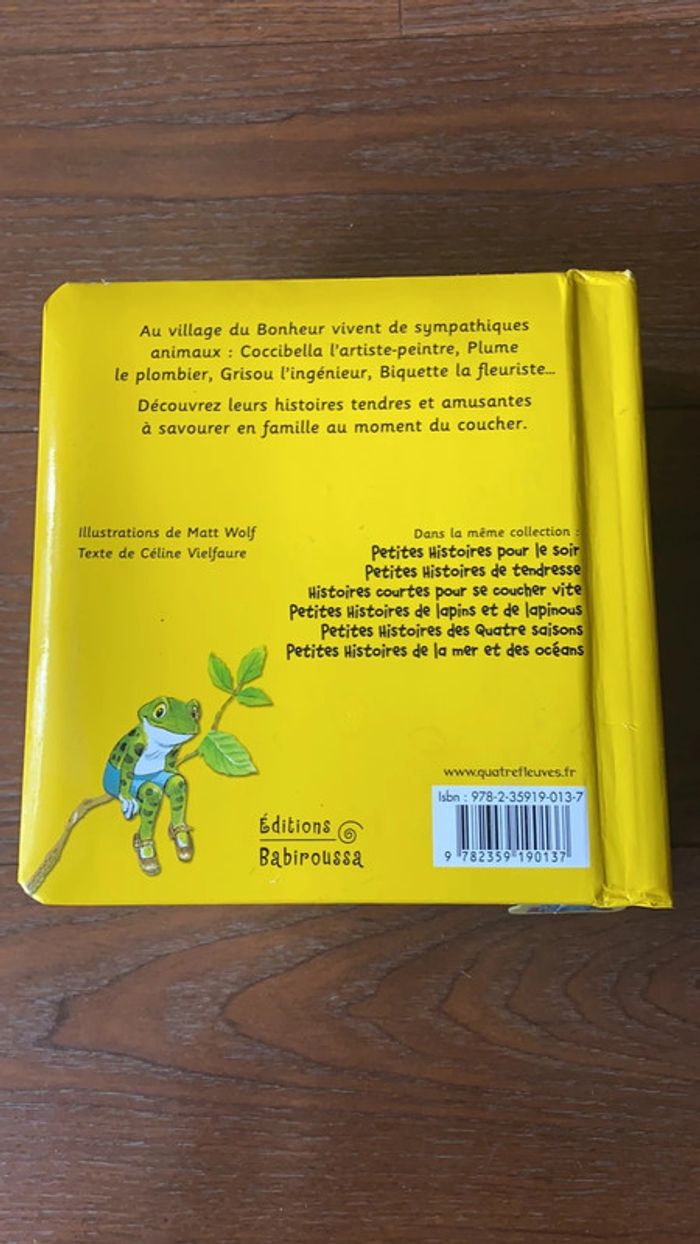 Au village du Bonheur vivent de sympathiques
animaux : Coccibella l'artiste-peintre, Plume
le plombier, Grisou l'ingénieur, Biquette la fleuriste...
Découvrez leurs histoires tendres et amusantes
à savourer en famille au moment du coucher.
Illustrations de Matt Wolf
Texte de Céline Vielfaure
Dans la même collection :
Petites Histoires pour le soir
Petites Histoires de tendresse
Histoires courtes pour se coucher vite
Petites Histoires de lapins et de lapinous
Petites Histoires des Quatre saisons
Petites Histoires de la mer et des océans
www.quatrefleuves.fr
Isbn : 978-2-35919-013-7
9 782359 190137
Éditions
Babiroussa